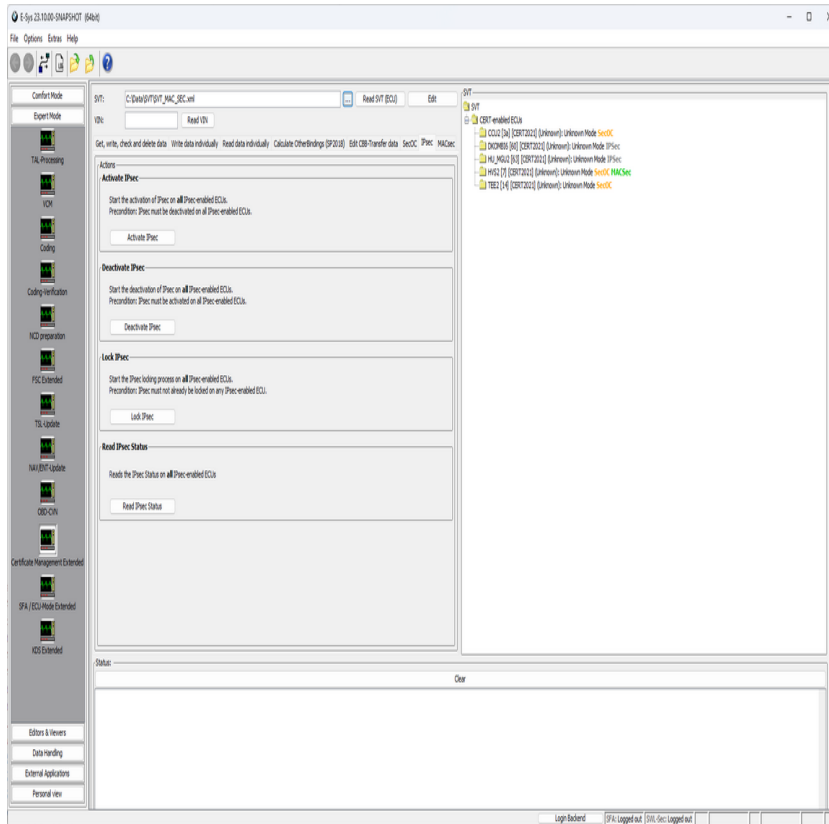 E-Sys 23.10.00-SNAPSHOT (64bit)
File Options Extras Help
Comfort Mode
Expert Mode
TAL-Processing
VCM
Coding
Coding-Verification
NCD preparation
FSC Extended
TSL-Update
NAV/ENT-Update
OBD-CVN
Certificate Management Extended
SFA / ECU-Mode Extended
KDS Extended
Editors & Viewers
Data Handling
External Applications
Personal view
SVT: C:\Data\SVT\SVT_MAC_SEC.xml ... Read SVT (ECU) Edit
VIN: Read VIN
Get, write, check and delete data Write data individually Read data individually Calculate OtherBindings (SP2018) Edit CBB-Transfer data SecOC IPsec MACsec
Actions
Activate IPsec
Start the activation of IPsec on all IPsec-enabled ECUs.
Precondition: IPsec must be deactivated on all IPsec-enabled ECUs.
Activate IPsec
Deactivate IPsec
Start the deactivation of IPsec on all IPsec-enabled ECUs.
Precondition: IPsec must be activated on all IPsec-enabled ECUs.
Deactivate IPsec
Lock IPsec
Start the IPsec locking process on all IPsec-enabled ECUs.
Precondition: IPsec must not already be locked on any IPsec-enabled ECU.
Lock IPsec
Read IPsec Status
Reads the IPsec Status on all IPsec-enabled ECUs
Read IPsec Status
SVT
SVT
CERT-enabled ECUs
CCU2 [3a] [CERT2021] (Unknown): Unknown Mode SecOC
DKOMBI6 [60] [CERT2021] (Unknown): Unknown Mode IPSec
HU_MGU2 [63] [CERT2021] (Unknown): Unknown Mode IPSec
HVS2 [7] [CERT2021] (Unknown): Unknown Mode SecOC MACSec
TEE2 [14] [CERT2021] (Unknown): Unknown Mode SecOC
Status:
Clear
Login Backend SFA: Logged out SWL-Sec: Logged out